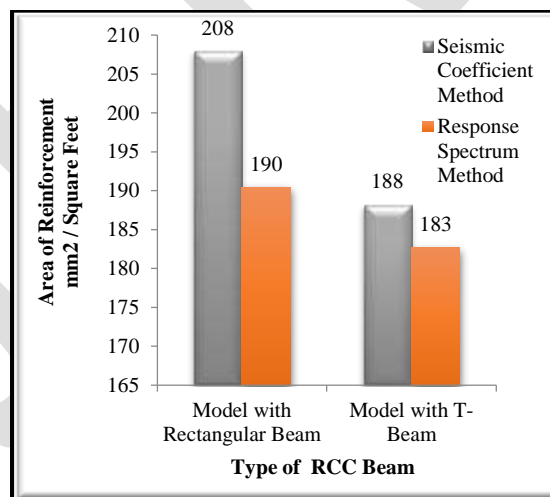 Area of Reinforcement
mm2 / Square Feet
210
205
200
195
190
185
180
175
170
165
208
190
188
183
Seismic
Coefficient
Method
Response
Spectrum
Method
Model with
Rectangular Beam
Model with T-
Beam
Type of RCC Beam